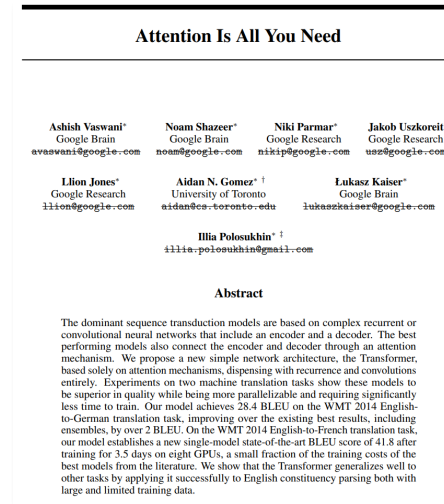 Attention Is All You Need
Ashish Vaswani* Noam Shazeer* Niki Parmar* Jakob Uszkoreit
Google Brain Google Brain Google Research Google Research
avaswani@google.com noam@google.com nikip@google.com usz@google.com
Llion Jones* Aidan N. Gomez* † Łukasz Kaiser*
Google Research University of Toronto Google Brain
llion@google.com aidan@cs.toronto.edu lukaszkaiser@google.com
Illia Polosukhin* ‡
illia.polosukhin@gmail.com
Abstract
The dominant sequence transduction models are based on complex recurrent or
convolutional neural networks that include an encoder and a decoder. The best
performing models also connect the encoder and decoder through an attention
mechanism. We propose a new simple network architecture, the Transformer,
based solely on attention mechanisms, dispensing with recurrence and convolutions
entirely. Experiments on two machine translation tasks show these models to
be superior in quality while being more parallelizable and requiring significantly
less time to train. Our model achieves 28.4 BLEU on the WMT 2014 English-
to-German translation task, improving over the existing best results, including
ensembles, by over 2 BLEU. On the WMT 2014 English-to-French translation task,
our model establishes a new single-model state-of-the-art BLEU score of 41.8 after
training for 3.5 days on eight GPUs, a small fraction of the training costs of the
best models from the literature. We show that the Transformer generalizes well to
other tasks by applying it successfully to English constituency parsing both with
large and limited training data.